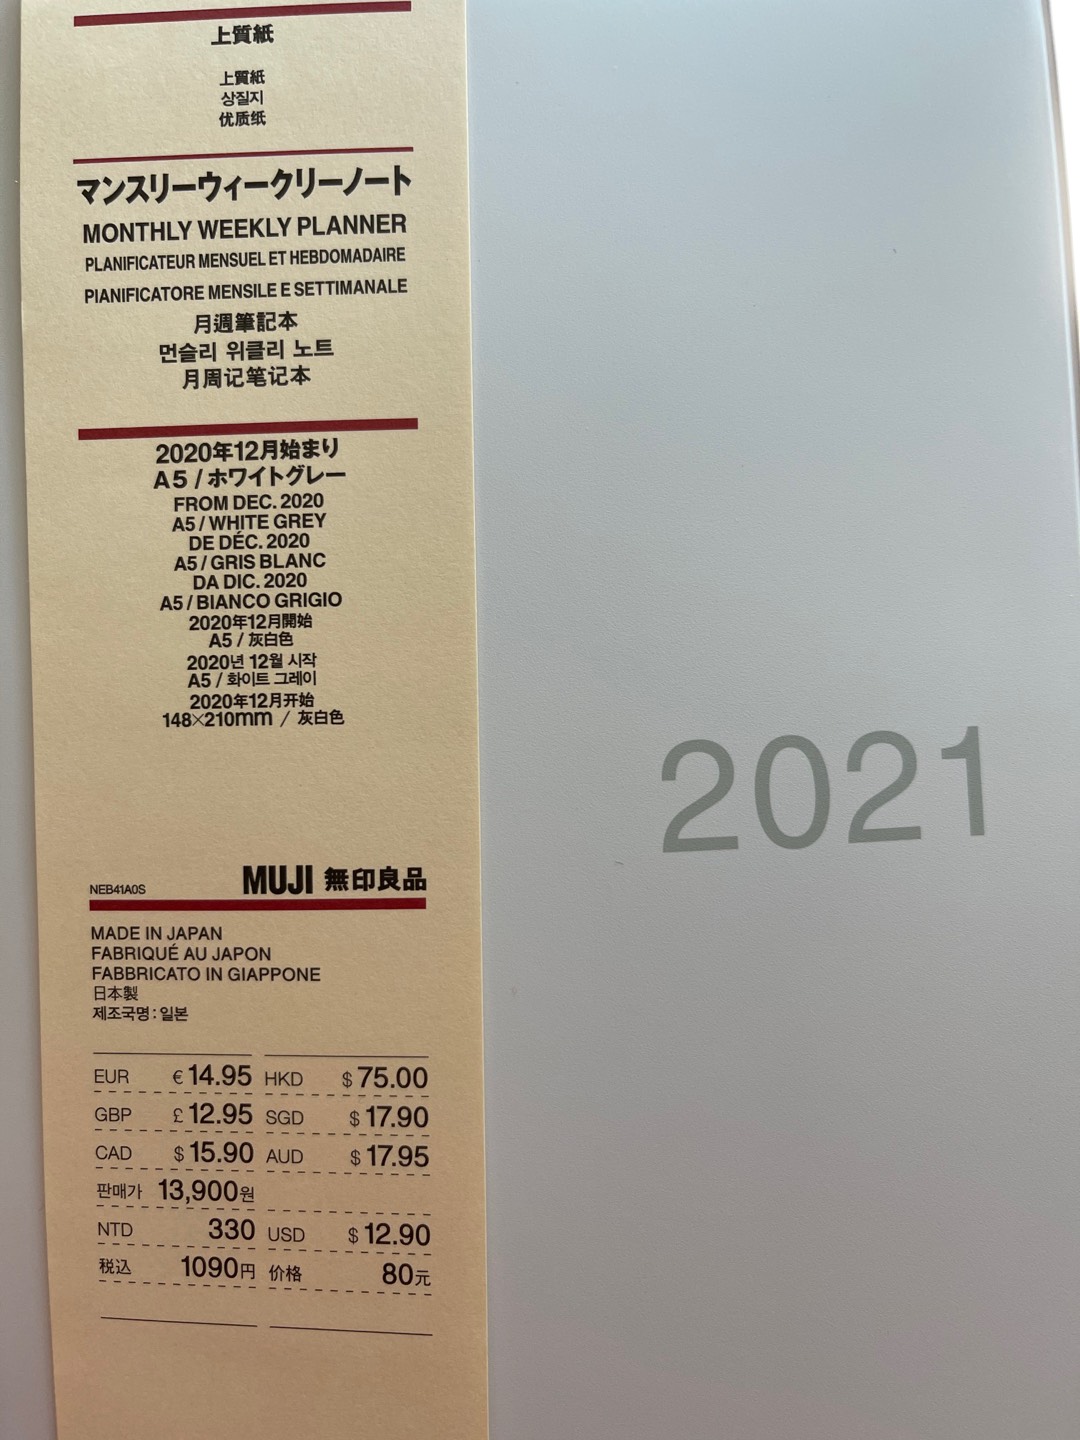 上質紙
上質紙
상질지
优质纸
マンスリーウィークリーノート
MONTHLY WEEKLY PLANNER
PLANIFICATEUR MENSUEL ET HEBDOMADAIRE
PIANIFICATORE MENSILE E SETTIMANALE
月週筆記本
먼슬리 위클리 노트
月周记笔记本
2020年12月始まり
A5 / ホワイトグレー
FROM DEC. 2020
A5 / WHITE GREY
DE DÉC. 2020
A5 / GRIS BLANC
DA DIC. 2020
A5 / BIANCO GRIGIO
2020年12月開始
A5 / 灰白色
2020년 12월 시작
A5 / 화이트 그레이
2020年12月开始
148×210mm / 灰白色
2021
NEB41A0S MUJI 無印良品
MADE IN JAPAN
FABRIQUÉ AU JAPON
FABBRICATO IN GIAPPONE
日本製
제조국명 : 일본
EUR € 14.95 HKD $ 75.00
GBP £ 12.95 SGD $ 17.90
CAD $ 15.90 AUD $ 17.95
판매가 13,900원
NTD 330 USD $ 12.90
税込 1090円 价格 80元